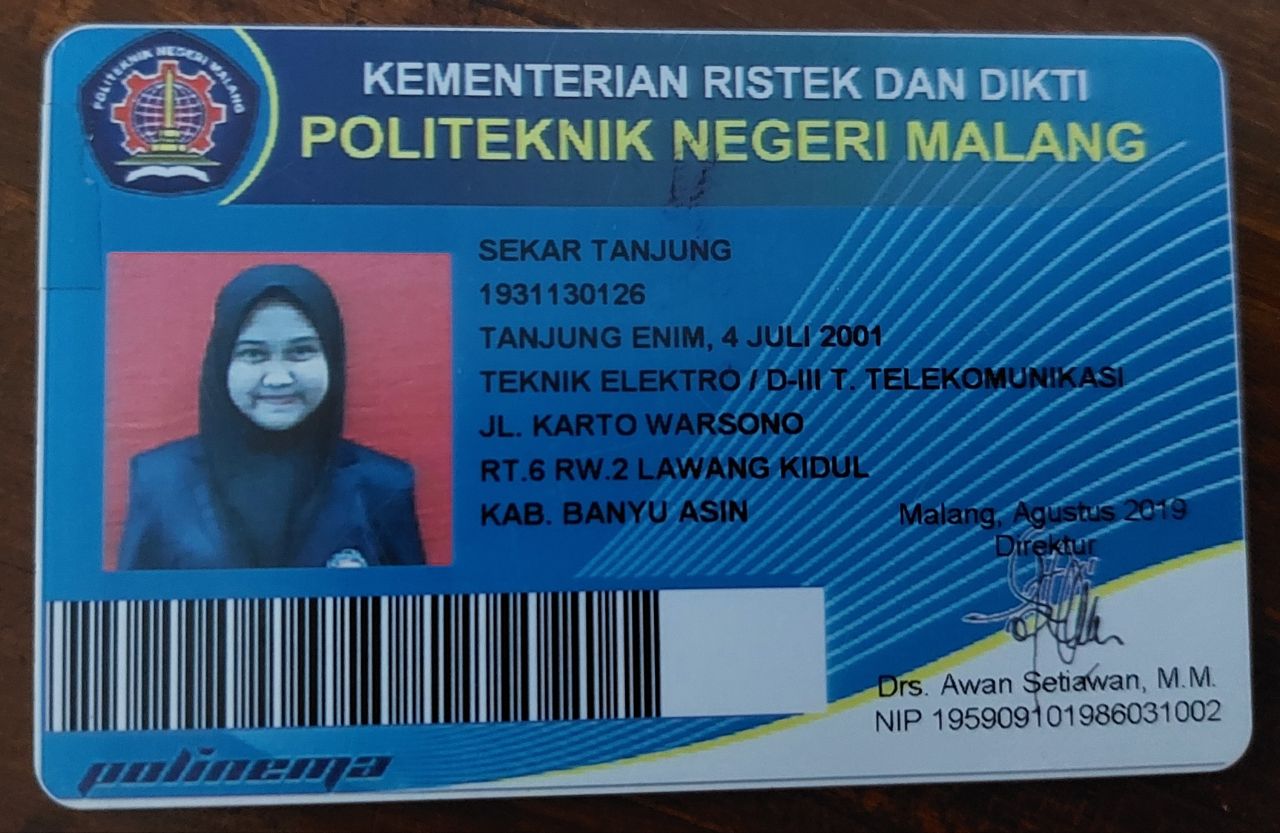 POLITEKNIK NEGERI MALANG
KEMENTERIAN RISTEK DAN DIKTI
POLITEKNIK NEGERI MALANG
SEKAR TANJUNG
1931130126
TANJUNG ENIM, 4 JULI 2001
TEKNIK ELEKTRO / D-III T. TELEKOMUNIKASI
JL. KARTO WARSONO
RT.6 RW.2 LAWANG KIDUL
KAB. BANYU ASIN
Malang, Agustus 2019
Direktur
Drs. Awan Setiawan, M.M.
NIP 195909101986031002
polinema